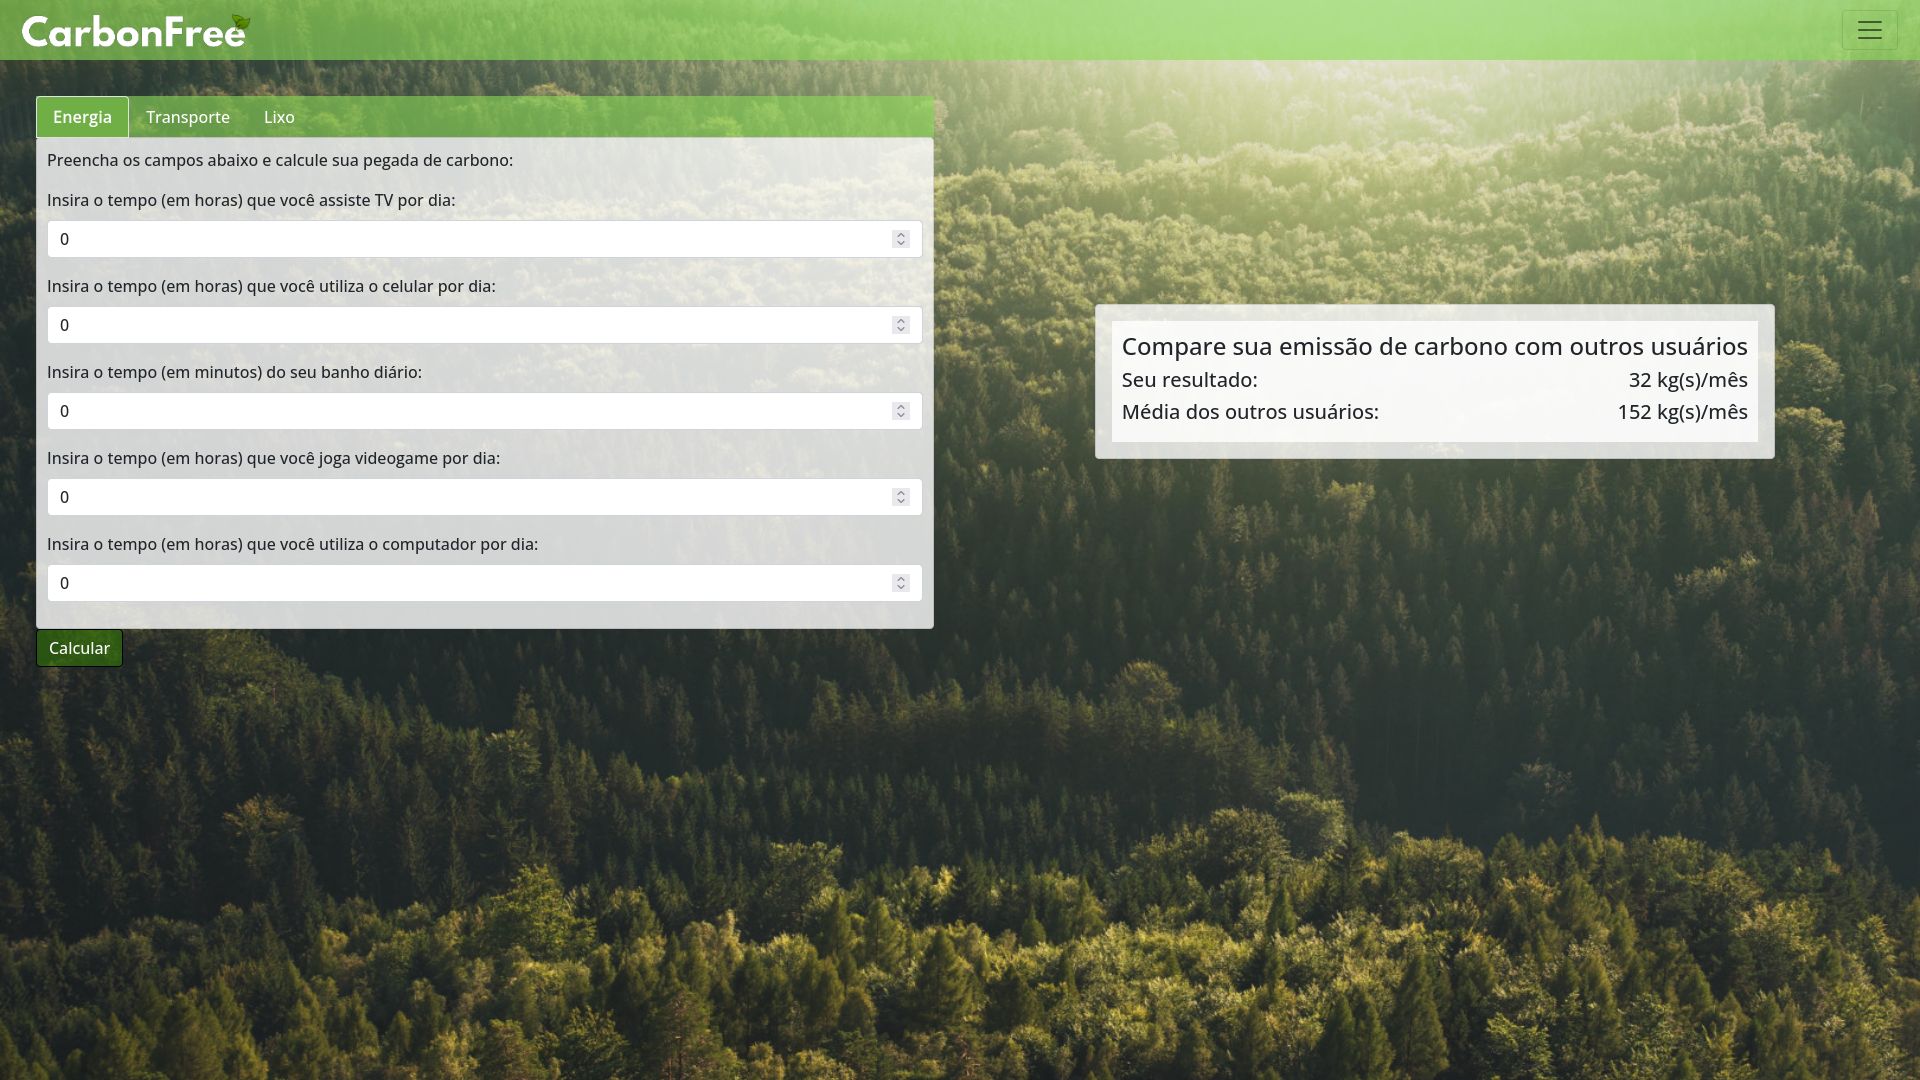 CarbonFree
Energia
Transporte
Lixo
Preencha os campos abaixo e calcule sua pegada de carbono:
Insira o tempo (em horas) que você assiste TV por dia:
0
Insira o tempo (em horas) que você utiliza o celular por dia:
0
Insira o tempo (em minutos) do seu banho diário:
0
Insira o tempo (em horas) que você joga videogame por dia:
0
Insira o tempo (em horas) que você utiliza o computador por dia:
0
Calcular
Compare sua emissão de carbono com outros usuários
Seu resultado: 32 kg(s)/mês
Média dos outros usuários: 152 kg(s)/mês